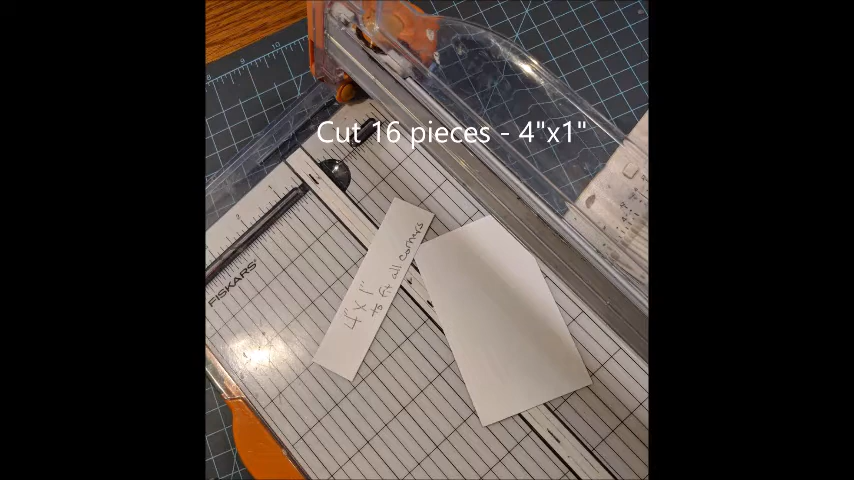 Cut 16 pieces - 4"x1"
4" x 1"
to fit all corners
FISKARS